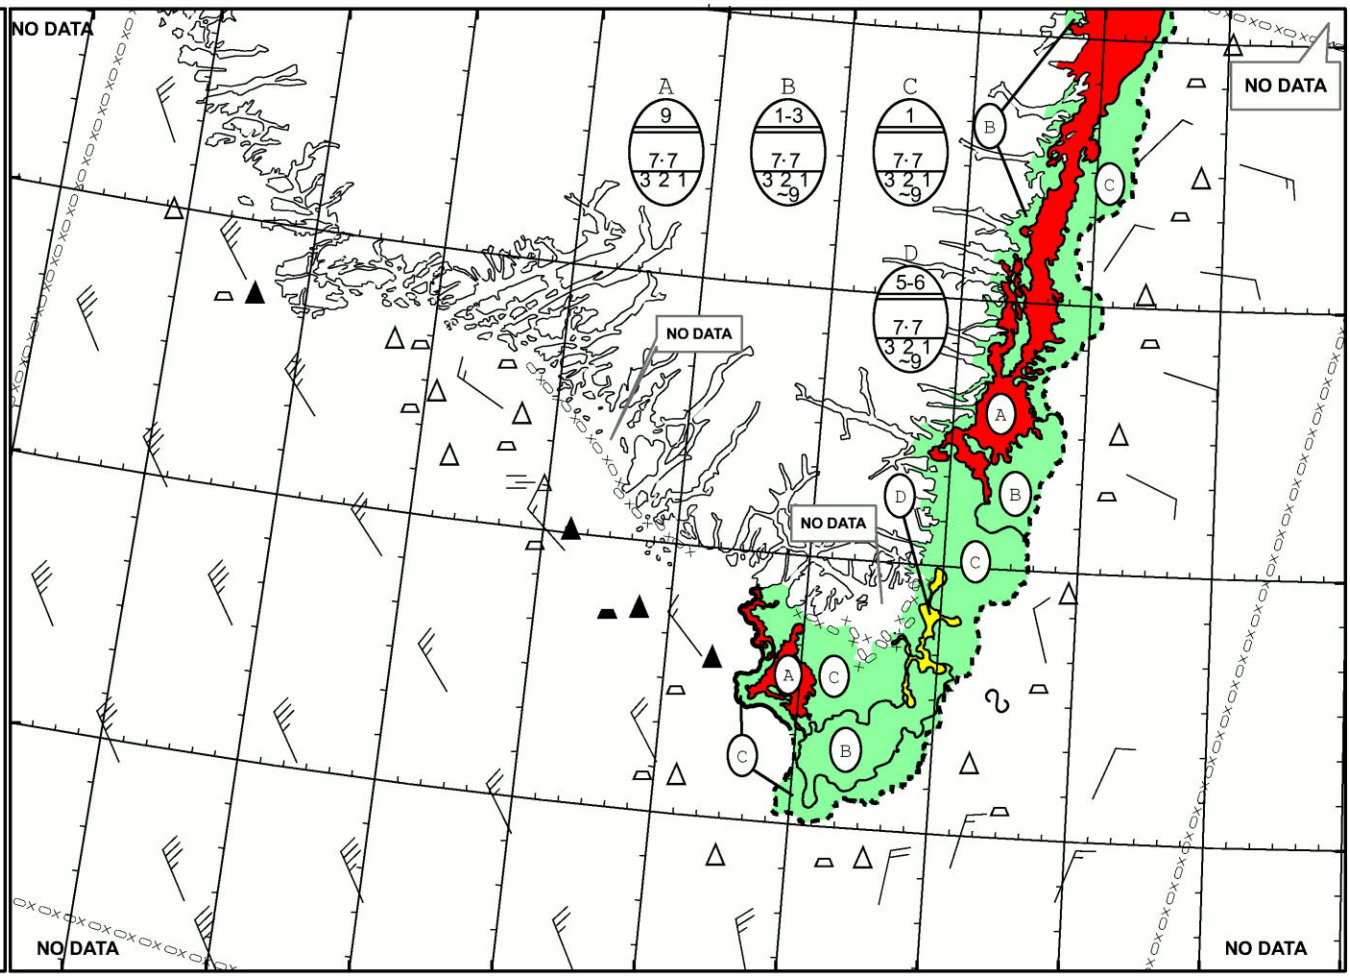 NO DATA
NO DATA
A
9
7·7
3 2 1
B
1-3
7·7
3 2 1
~9
C
1
7·7
3 2 1
~9
B
C
D
5-6
7·7
3 2 1
~9
NO DATA
A
B
D
NO DATA
C
A
C
C
B
NO DATA
NO DATA